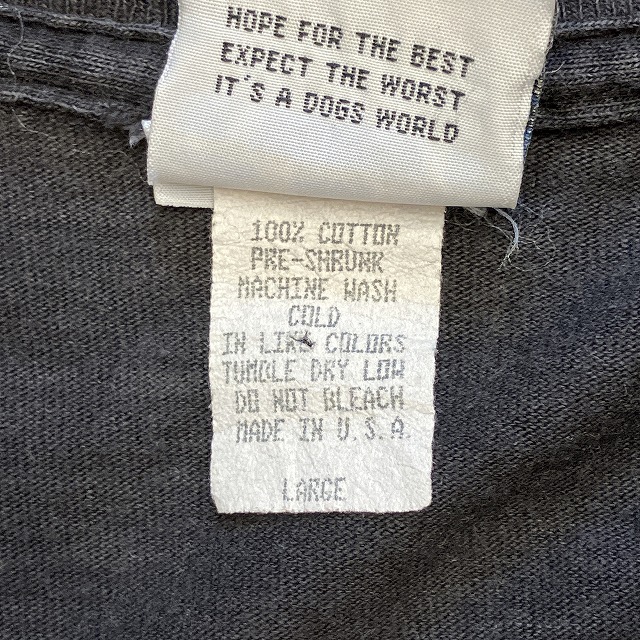 HOPE FOR THE BEST
EXPECT THE WORST
IT'S A DOGS WORLD
100% COTTON
PRE-SHRUNK
MACHINE WASH
COLD
IN LIKE COLORS
TUMBLE DRY LOW
DO NOT BLEACH
MADE IN U.S.A.
LARGE